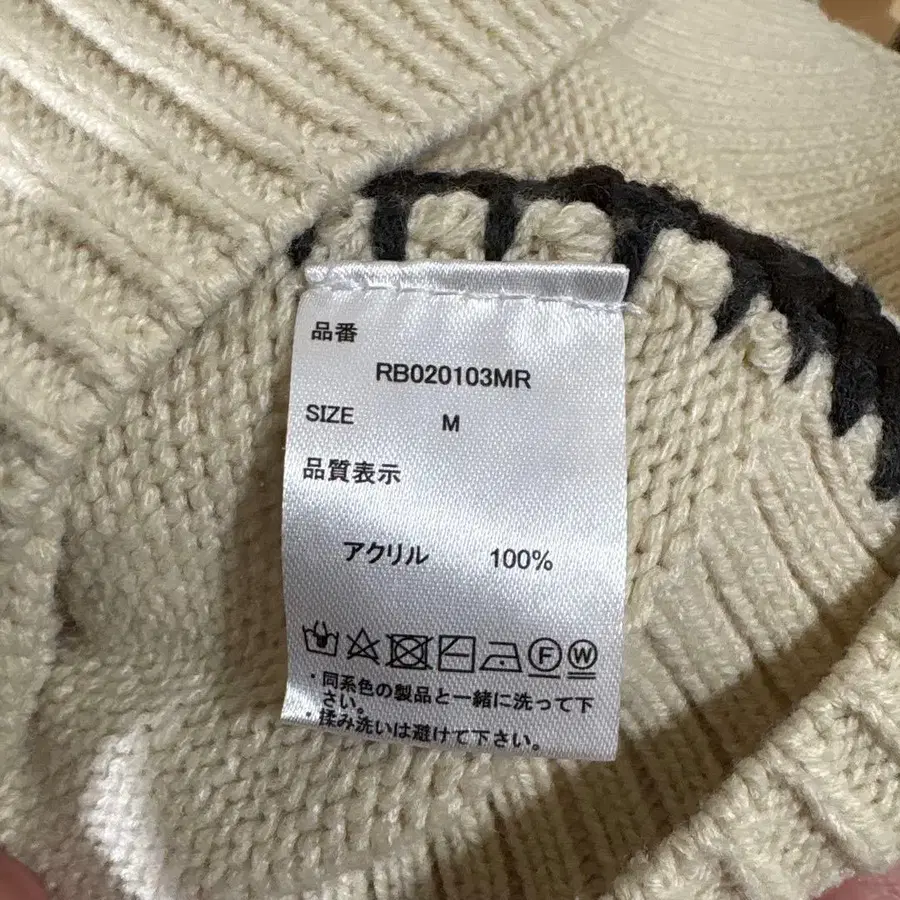 品番
RB020103MR
SIZE M
品質表示
アクリル 100%
F W
・同系色の製品と一緒に洗って下
さい。
・揉み洗いは避けて下さい。